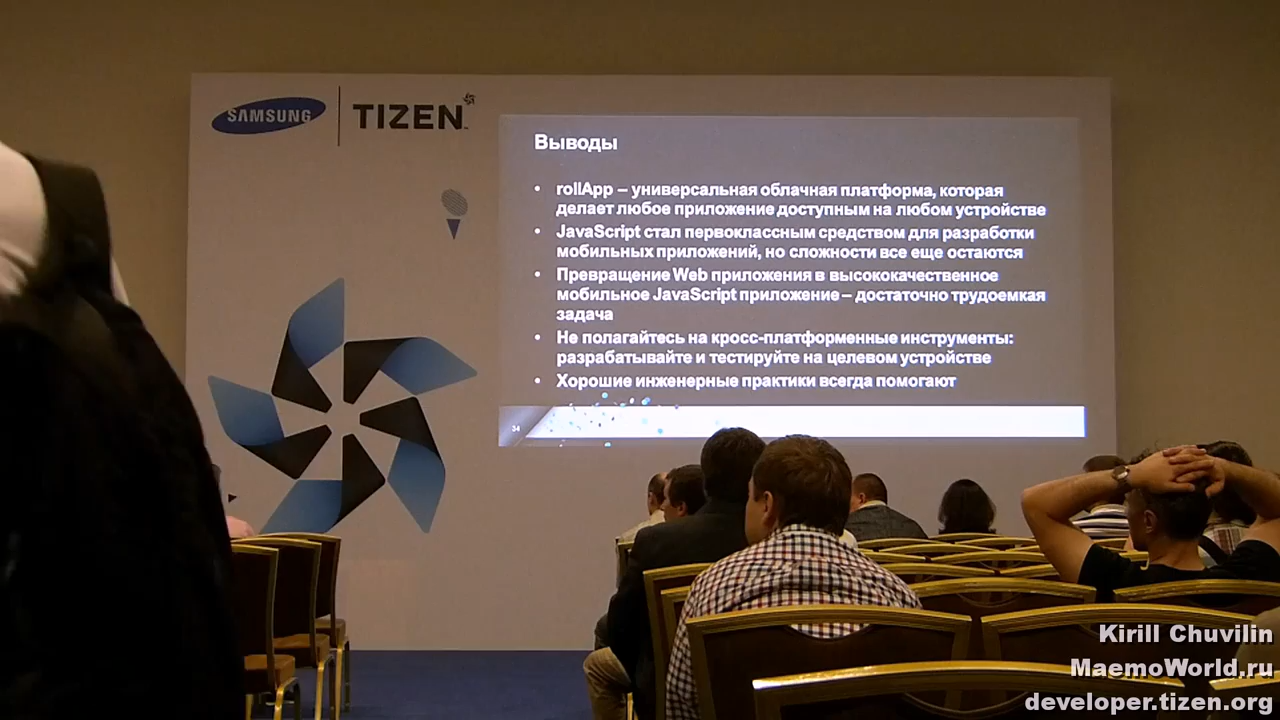 SAMSUNG
TIZEN™
Выводы
• rollApp – универсальная облачная платформа, которая
делает любое приложение доступным на любом устройстве
• JavaScript стал первоклассным средством для разработки
мобильных приложений, но сложности все еще остаются
• Превращение Web приложения в высококачественное
мобильное JavaScript приложение – достаточно трудоемкая
задача
• Не полагайтесь на кросс-платформенные инструменты:
разрабатывайте и тестируйте на целевом устройстве
• Хорошие инженерные практики всегда помогают
34
Kirill Chuvilin
MaemoWorld.ru
developer.tizen.org